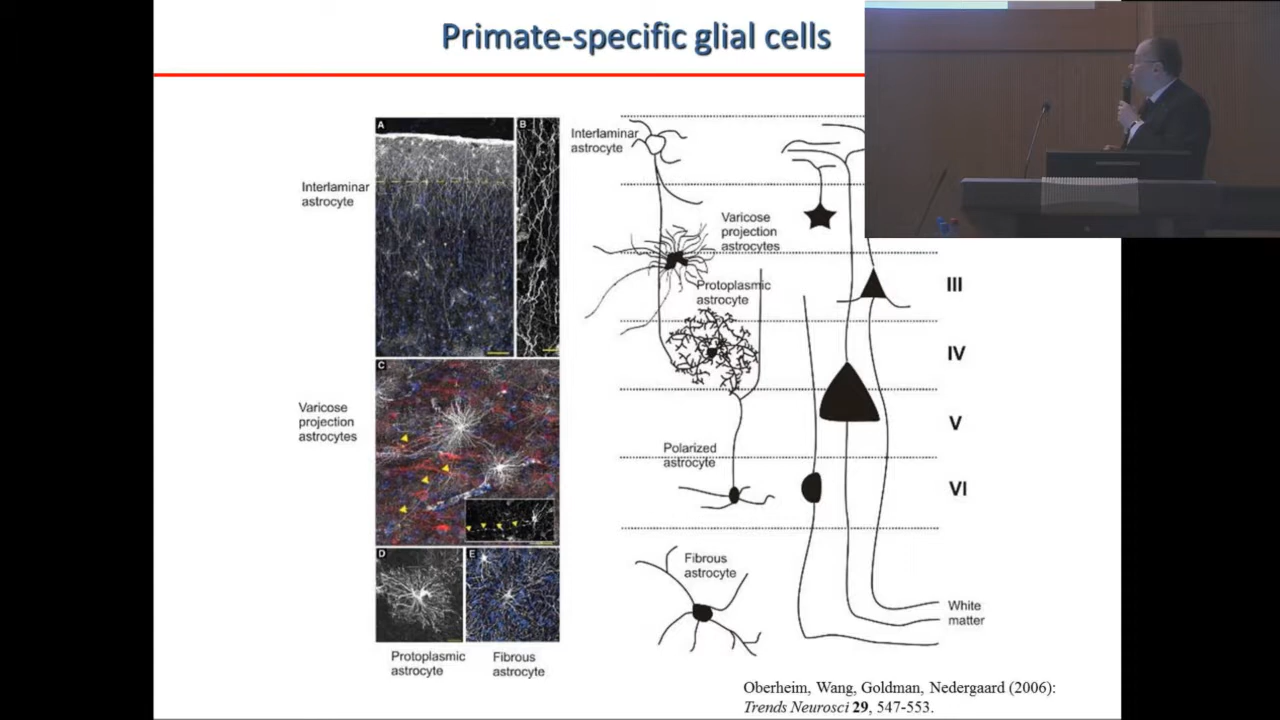 Primate-specific glial cells
A
B
Interlaminar
astrocyte
Interlaminar
astrocyte
Varicose
projection
astrocytes
Protoplasmic
astrocyte
III
IV
C
Varicose
projection
astrocytes
V
Polarized
astrocyte
VI
D
E
Fibrous
astrocyte
White
matter
Protoplasmic
astrocyte
Fibrous
astrocyte
Oberheim, Wang, Goldman, Nedergaard (2006):
Trends Neurosci 29, 547-553.